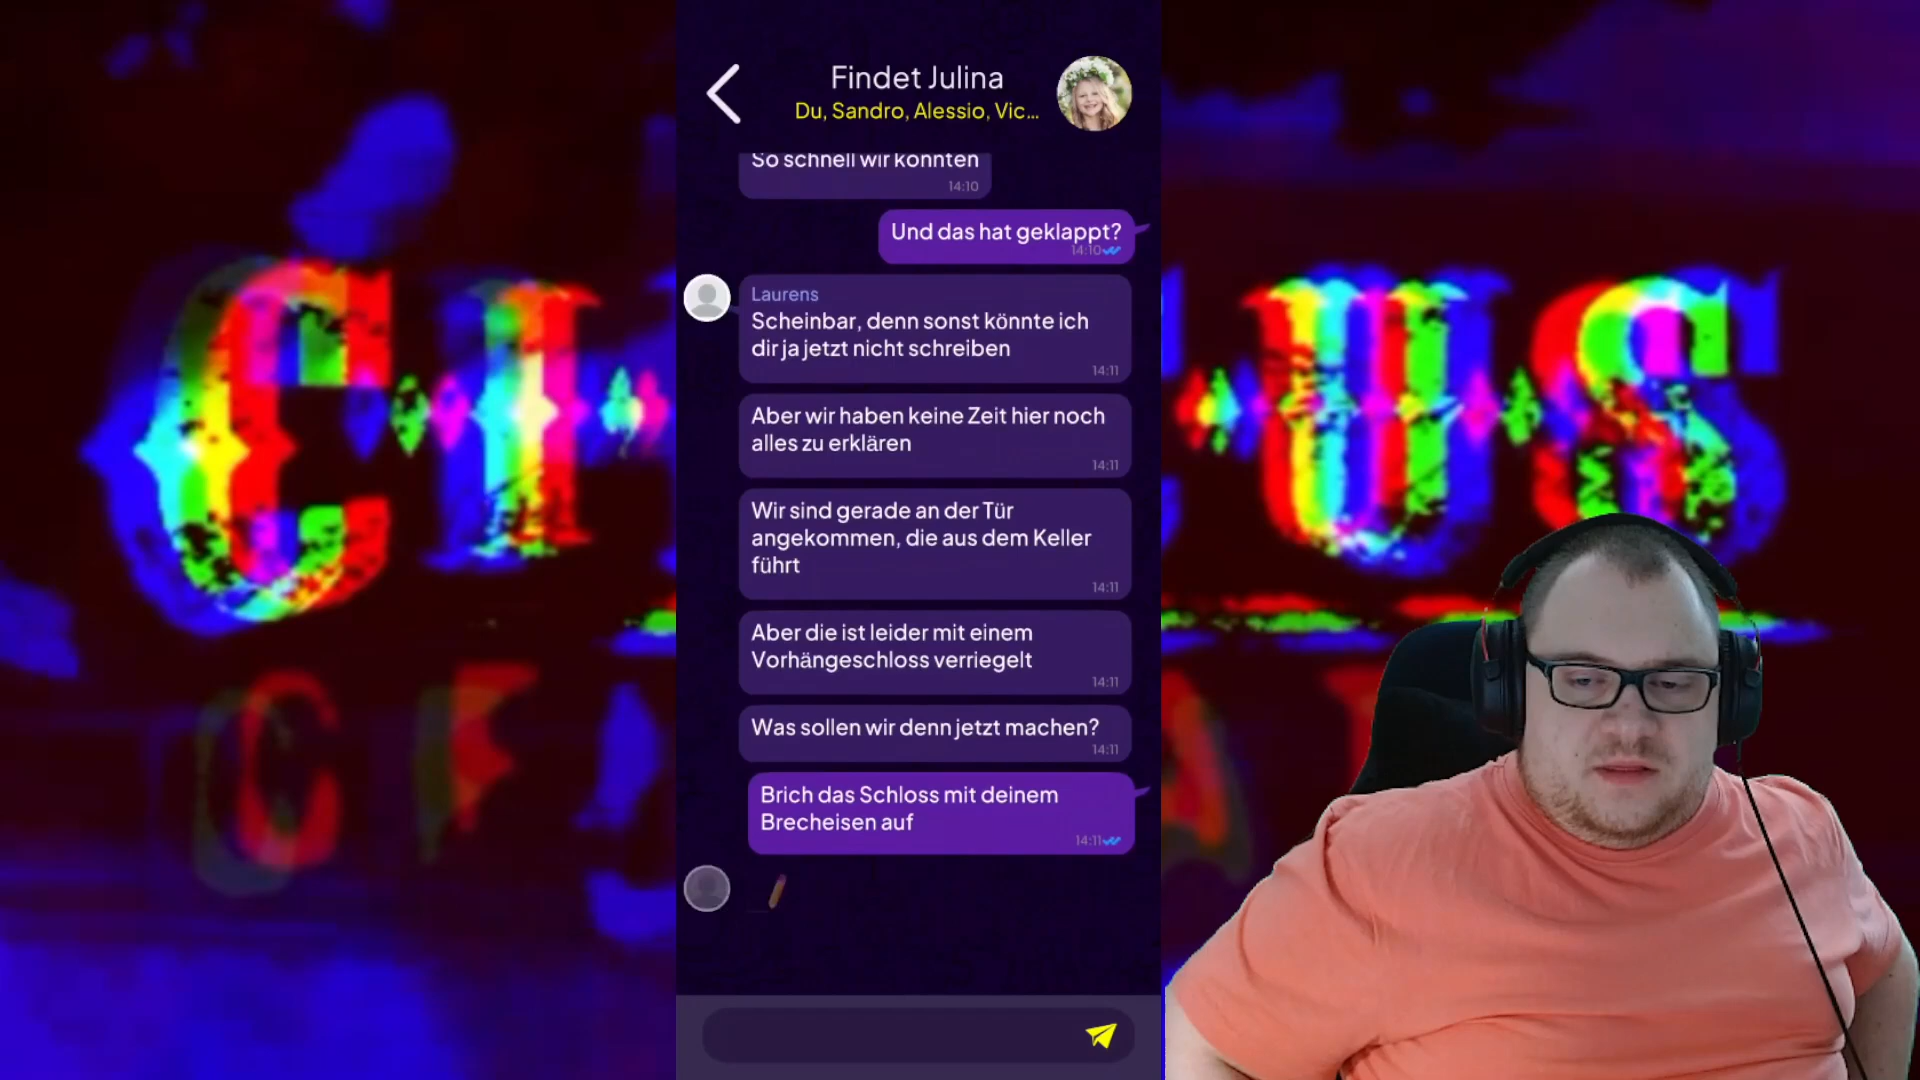 Findet Julina
Du, Sandro, Alessio, Vic...
So schnell wir konnten
14:10
Und das hat geklappt?
14:10
Laurens
Scheinbar, denn sonst könnte ich
dir ja jetzt nicht schreiben
14:11
Aber wir haben keine Zeit hier noch
alles zu erklären
14:11
Wir sind gerade an der Tür
angekommen, die aus dem Keller
führt
14:11
Aber die ist leider mit einem
Vorhängeschloss verriegelt
14:11
Was sollen wir denn jetzt machen?
14:11
Brich das Schloss mit deinem
Brecheisen auf
14:11